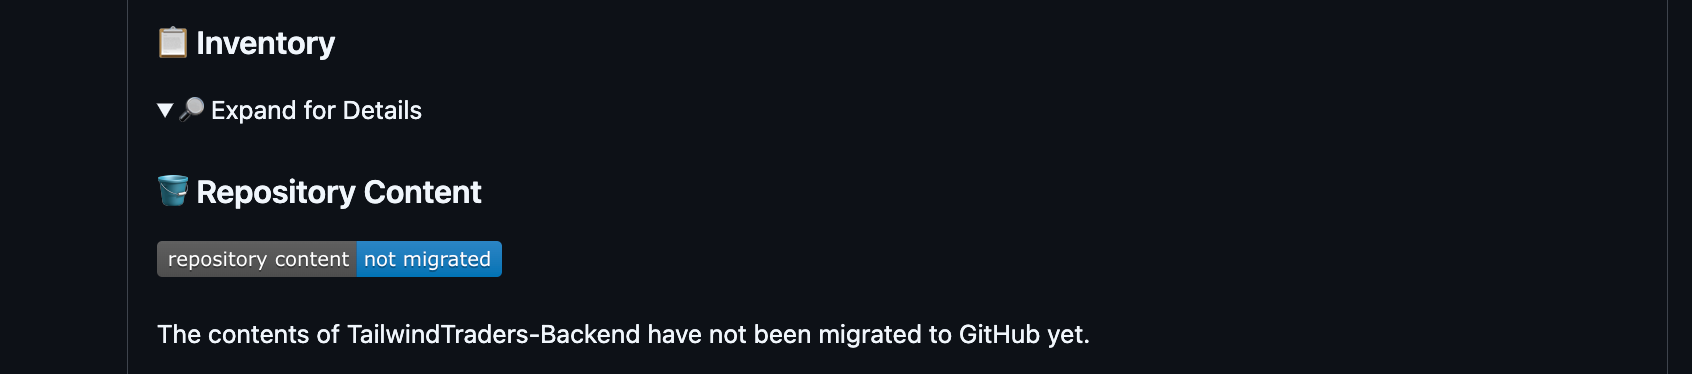 📋 Inventory
▼ 🔎 Expand for Details
🪣 Repository Content
repository content not migrated
The contents of TailwindTraders-Backend have not been migrated to GitHub yet.